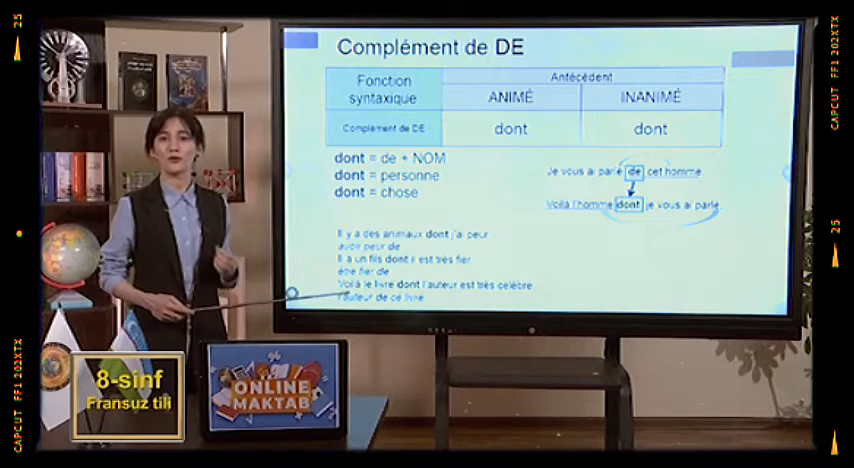 25
CAPCUT FF1 202XTX
Complément de DE
Fonction syntaxique
Antécédent
ANIMÉ
INANIMÉ
Complément de DE
dont
dont
dont = de + NOM
dont = personne
dont = chose
Je vous ai parlé de cet homme
Voilà l'homme dont je vous ai parlé.
Il y a des animaux dont j'ai peur
avoir peur de
Il a un fils dont il est très fier
être fier de
Voilà le livre dont l'auteur est très célèbre
l'auteur de ce livre
8-sinf
Fransuz tili
ONLINE
MAKTAB
CAPCUT FF1 202XTX
25